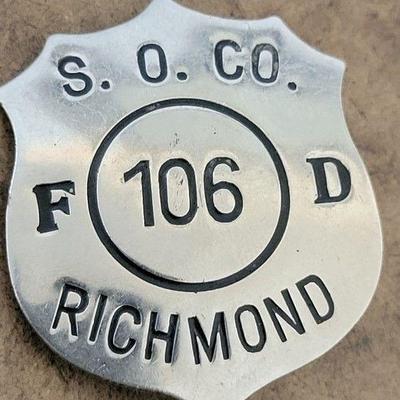 S. O. CO.
F 106 D
RICHMOND